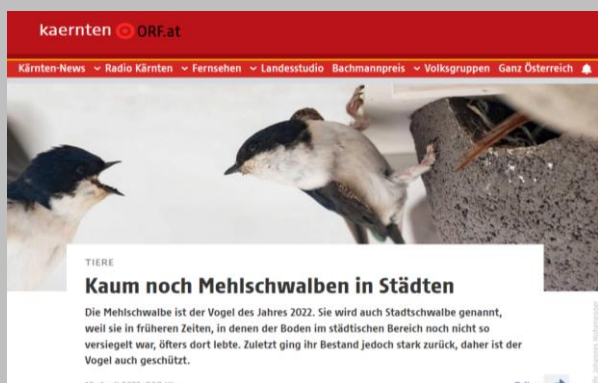 kaernten ORF.at
Kärnten-News Radio Kärnten Fernsehen Landesstudio Bachmannpreis Volksgruppen Ganz Österreich
TIERE
Kaum noch Mehlschwalben in Städten
Die Mehlschwalbe ist der Vogel des Jahres 2022. Sie wird auch Stadtschwalbe genannt,
weil sie in früheren Zeiten, in denen der Boden im städtischen Bereich noch nicht so
versiegelt war, öfters dort lebte. Zuletzt ging ihr Bestand jedoch stark zurück, daher ist der
Vogel auch geschützt.